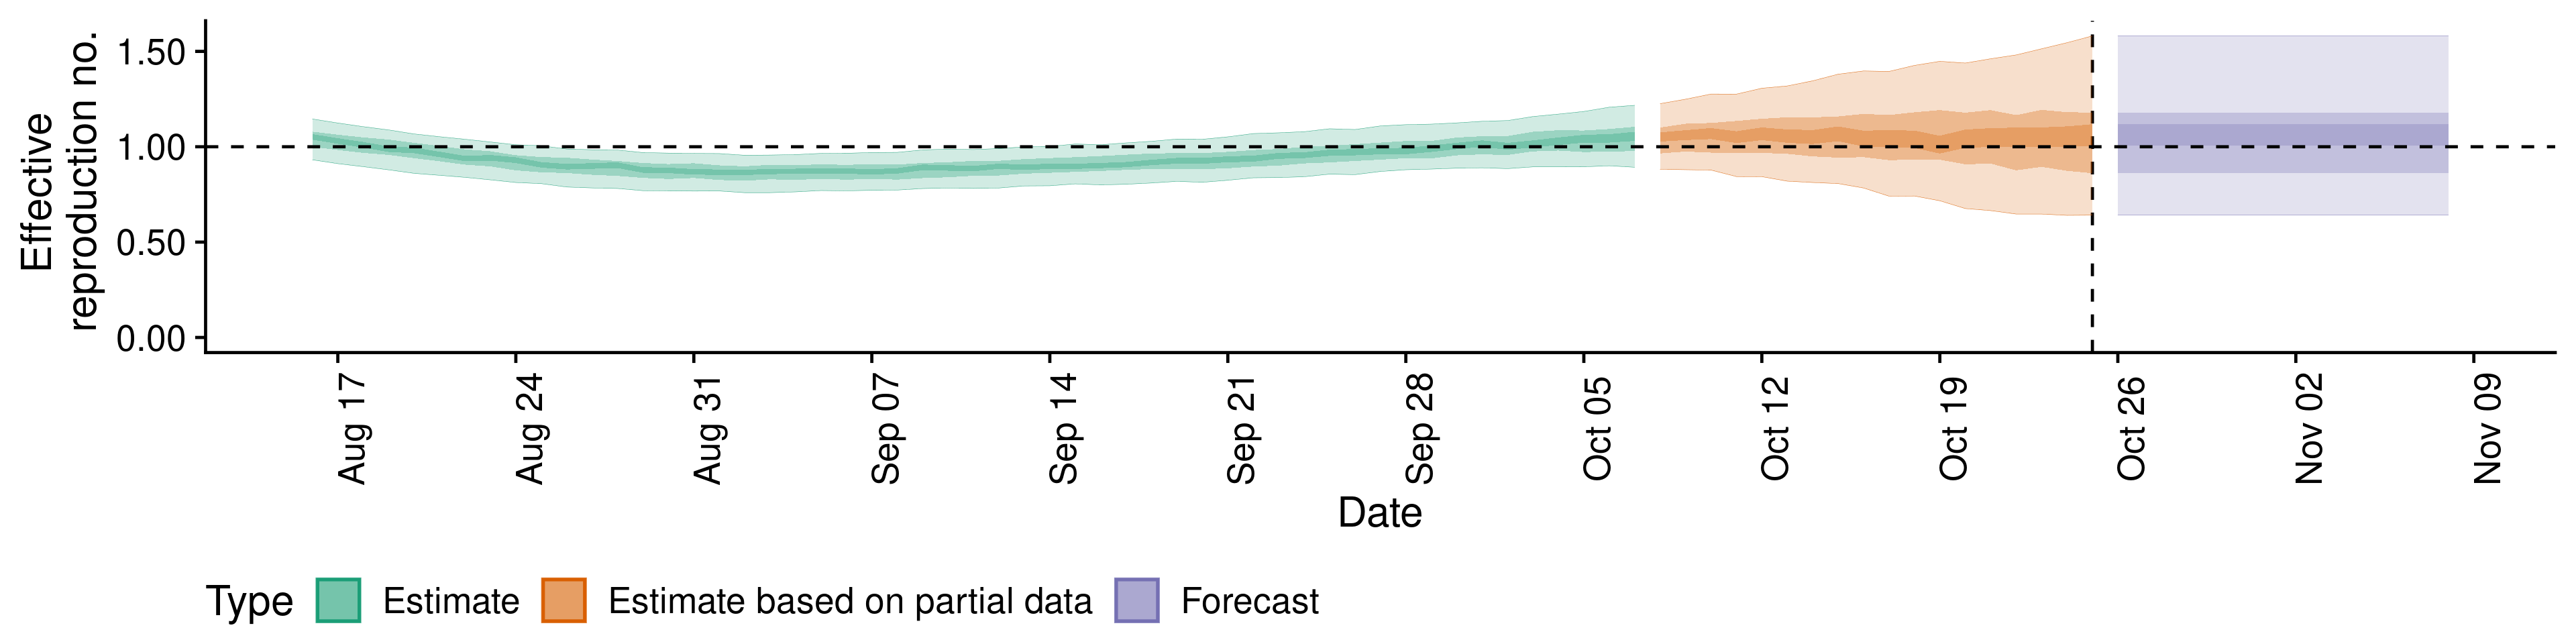 Effective
reproduction no.
1.50
1.00
0.50
0.00
Aug 17
Aug 24
Aug 31
Sep 07
Sep 14
Sep 21
Sep 28
Oct 05
Oct 12
Oct 19
Oct 26
Nov 02
Nov 09
Date
Type
Estimate
Estimate based on partial data
Forecast